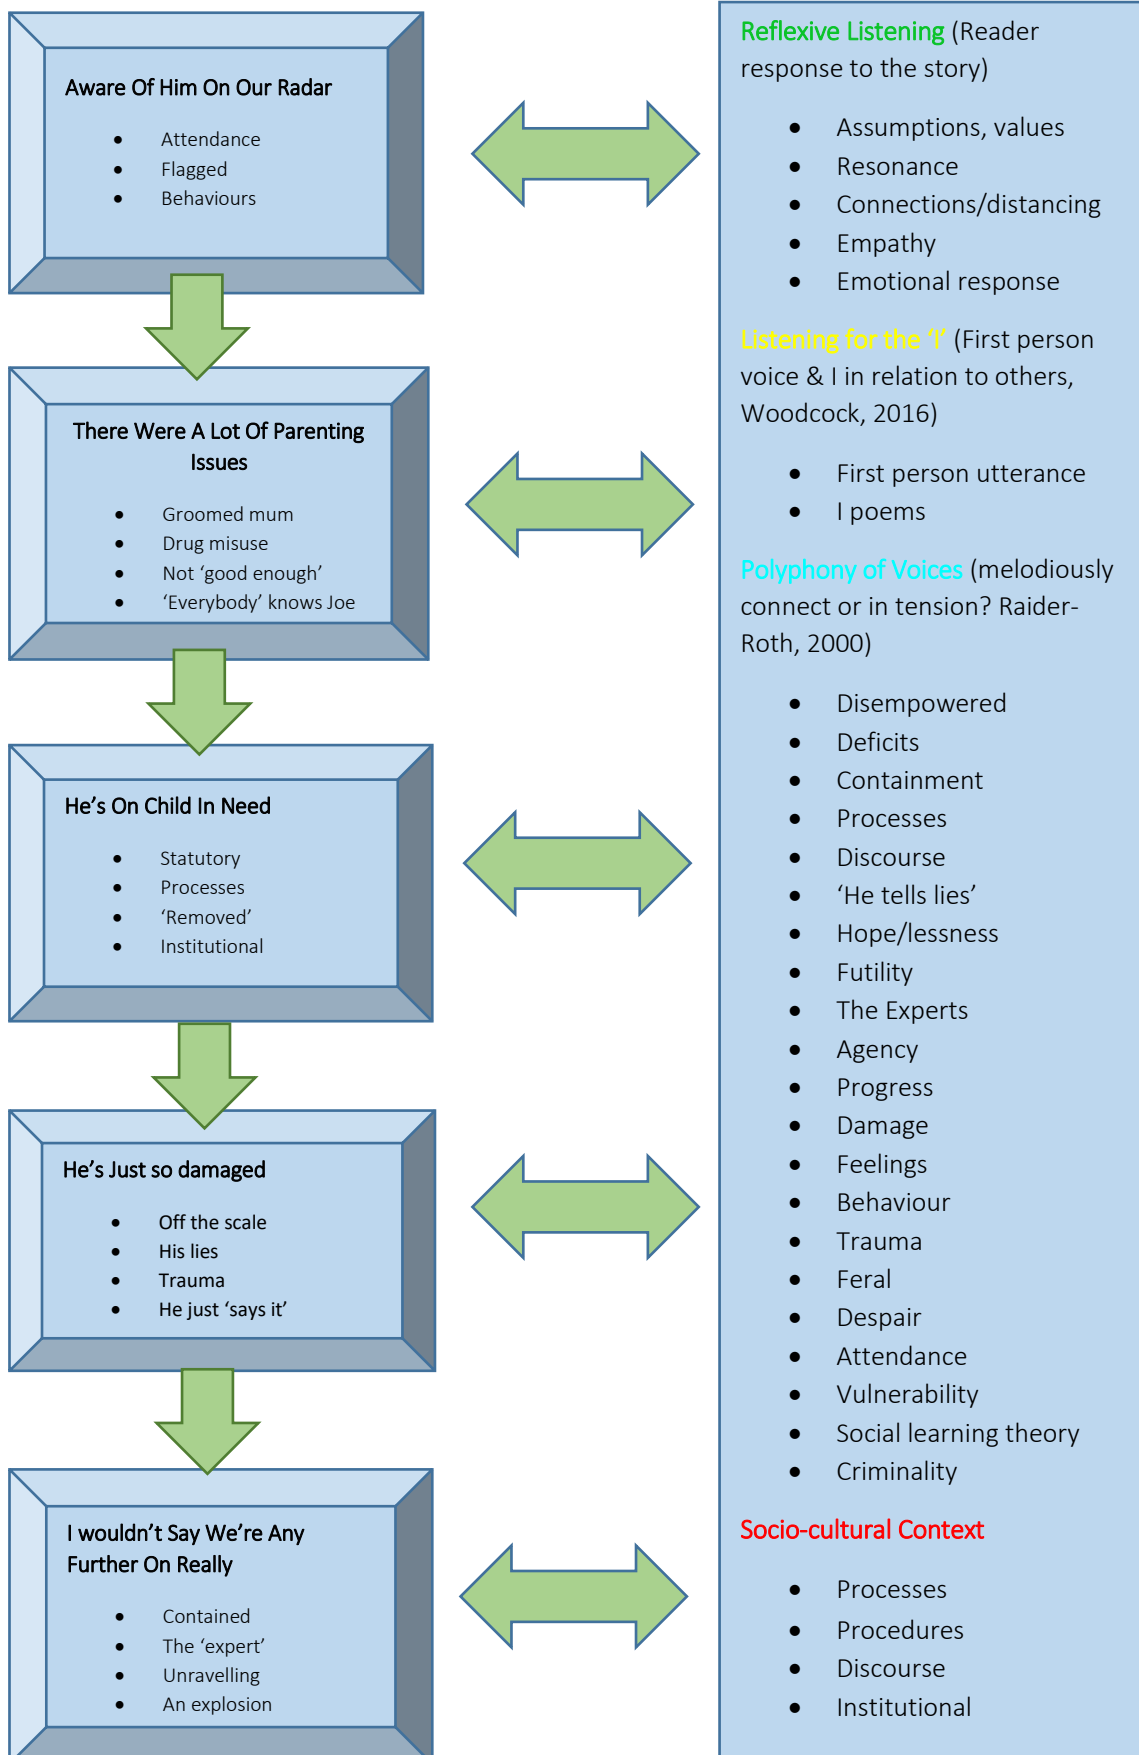 Aware Of Him On Our Radar
• Attendance
• Flagged
• Behaviours
There Were A Lot Of Parenting
Issues
• Groomed mum
• Drug misuse
• Not ‘good enough’
• ‘Everybody’ knows Joe
He’s On Child In Need
• Statutory
• Processes
• ‘Removed’
• Institutional
He’s Just so damaged
• Off the scale
• His lies
• Trauma
• He just ‘says it’
I wouldn’t Say We’re Any
Further On Really
• Contained
• The ‘expert’
• Unravelling
• An explosion
Reflexive Listening (Reader
response to the story)
• Assumptions, values
• Resonance
• Connections/distancing
• Empathy
• Emotional response
Listening for the ‘I’ (First person
voice & I in relation to others,
Woodcock, 2016)
• First person utterance
• I poems
Polyphony of Voices (melodiously
connect or in tension? Raider-
Roth, 2000)
• Disempowered
• Deficits
• Containment
• Processes
• Discourse
• ‘He tells lies’
• Hope/lessness
• Futility
• The Experts
• Agency
• Progress
• Damage
• Feelings
• Behaviour
• Trauma
• Feral
• Despair
• Attendance
• Vulnerability
• Social learning theory
• Criminality
Socio-cultural Context
• Processes
• Procedures
• Discourse
• Institutional